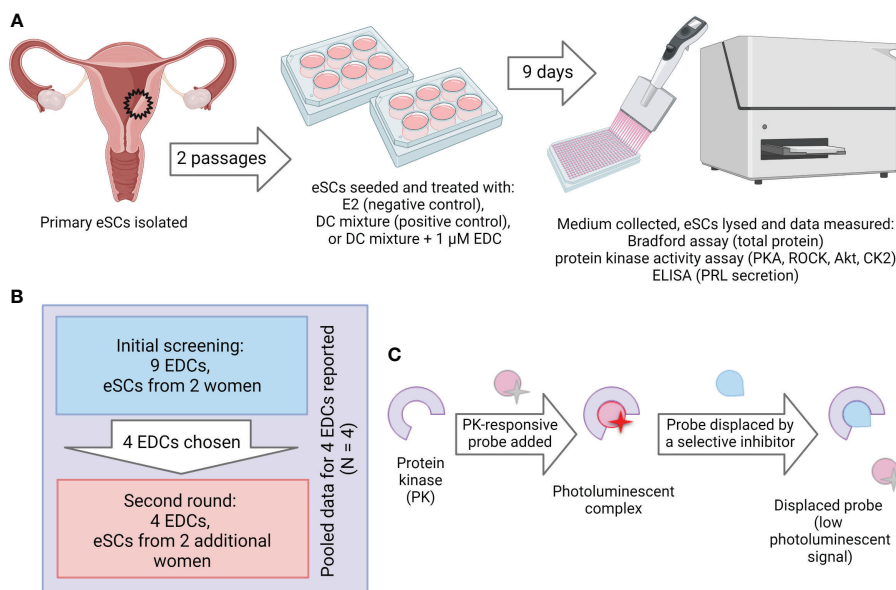 A
2 passages
9 days
Primary eSCs isolated
eSCs seeded and treated with:
E2 (negative control),
DC mixture (positive control),
or DC mixture + 1 µM EDC
Medium collected, eSCs lysed and data measured:
Bradford assay (total protein)
protein kinase activity assay (PKA, ROCK, Akt, CK2)
ELISA (PRL secretion)
B
Initial screening:
9 EDCs,
eSCs from 2 women
4 EDCs chosen
Second round:
4 EDCs,
eSCs from 2 additional
women
Pooled data for 4 EDCs reported
(N = 4)
C
Protein
kinase
(PK)
PK-responsive
probe added
Photoluminescent
complex
Probe displaced by
a selective inhibitor
Displaced probe
(low
photoluminescent
signal)